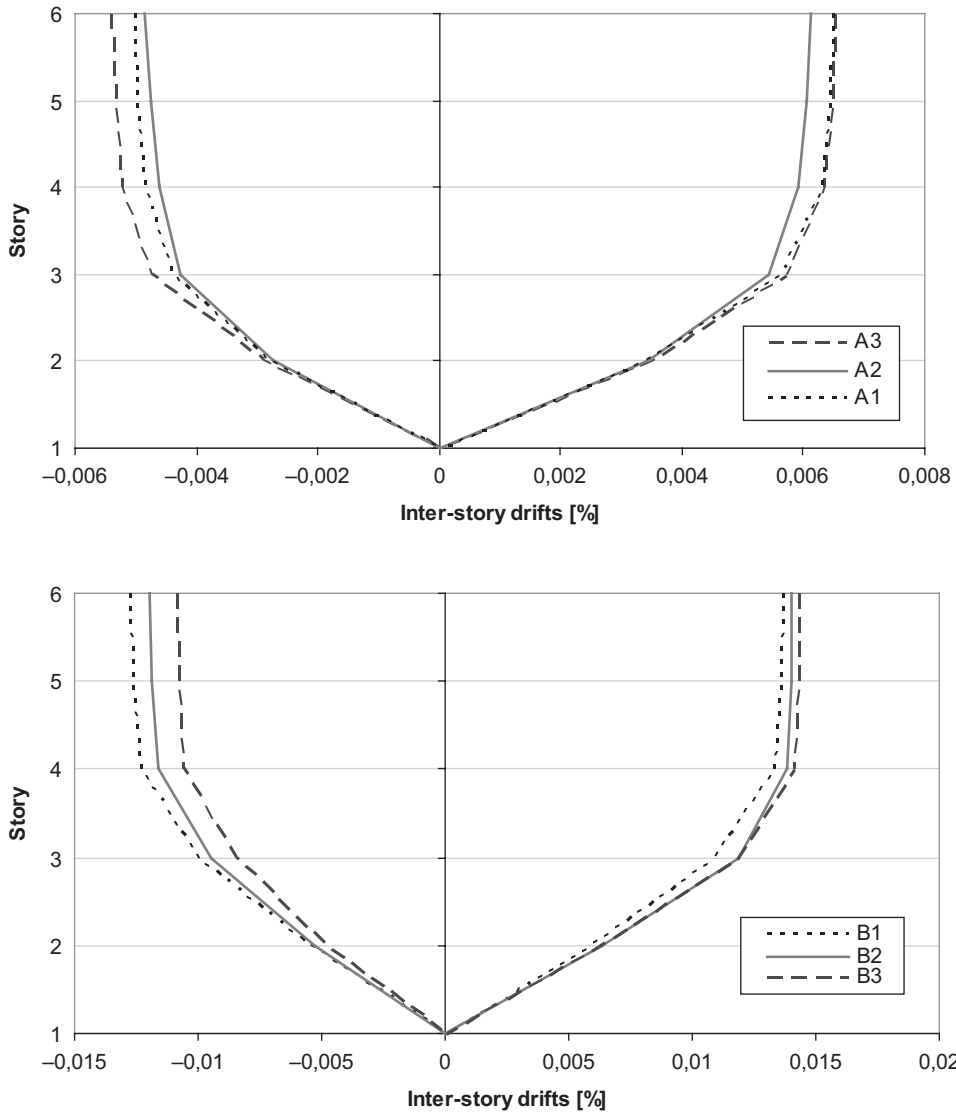 6
5
4
3
2
1
Story
A3
A2
A1
–0,006
–0,004
–0,002
0
0,002
0,004
0,006
0,008
Inter-story drifts [%]
6
5
4
3
2
1
Story
B1
B2
B3
–0,015
–0,01
–0,005
0
0,005
0,01
0,015
0,02
Inter-story drifts [%]